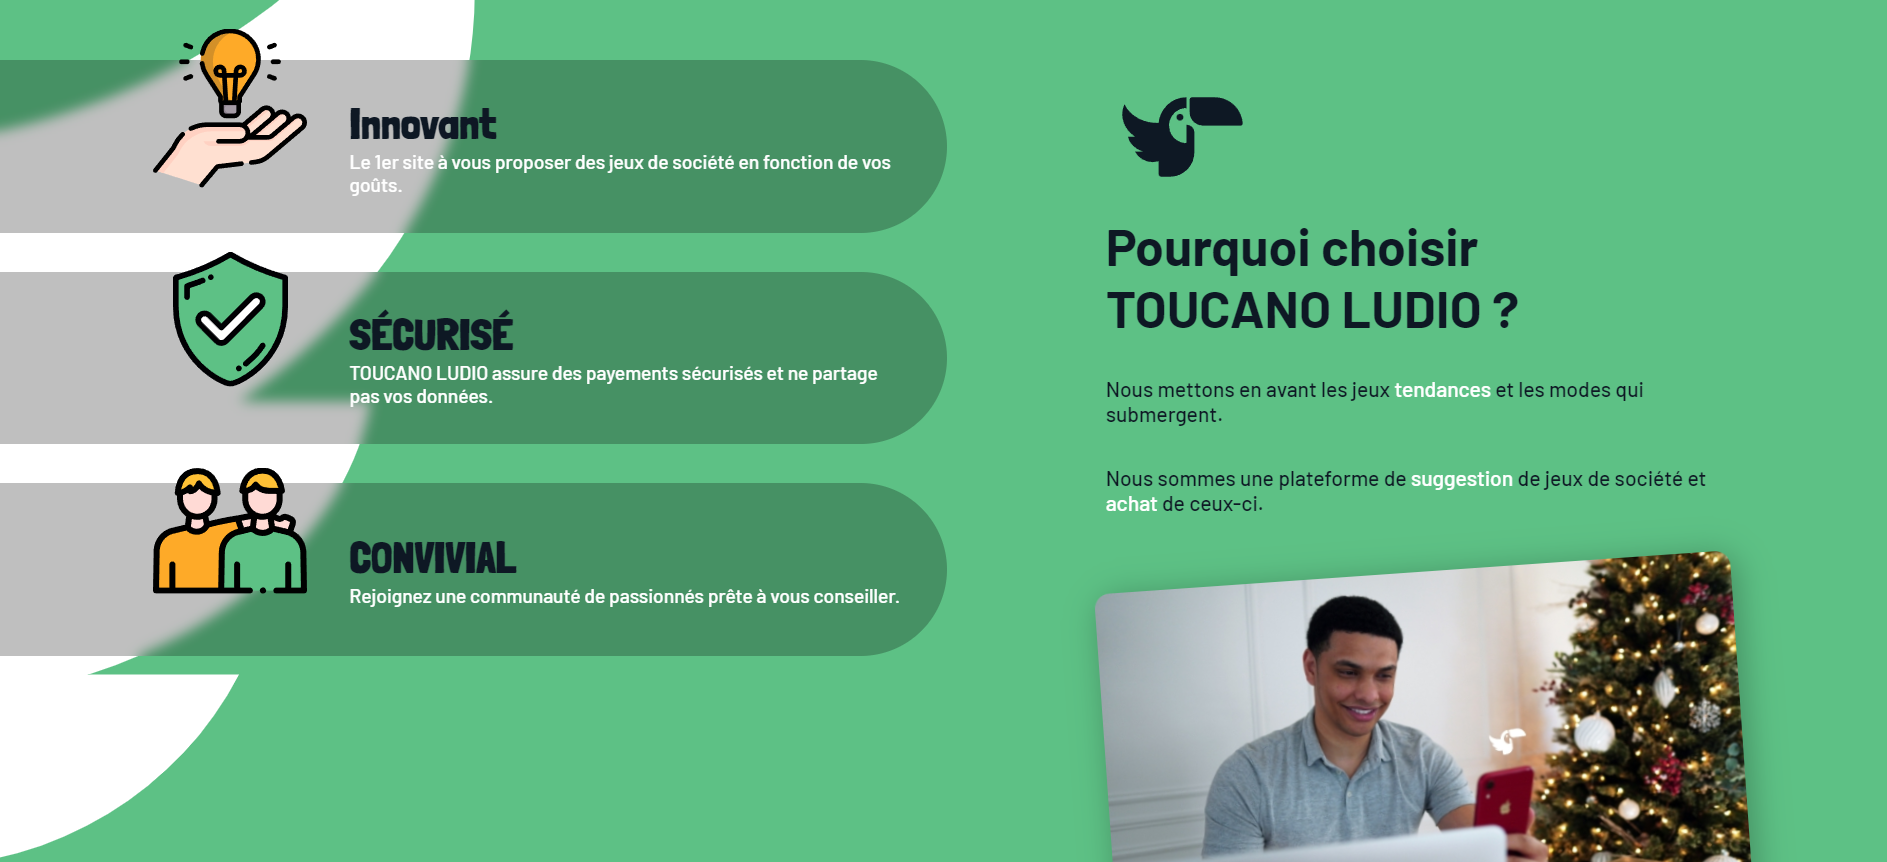 Innovant
Le 1er site à vous proposer des jeux de société en fonction de vos
goûts.
SÉCURISÉ
TOUCANO LUDIO assure des payements sécurisés et ne partage
pas vos données.
CONVIVIAL
Rejoignez une communauté de passionnés prête à vous conseiller.
Pourquoi choisir
TOUCANO LUDIO ?
Nous mettons en avant les jeux tendances et les modes qui
submergent.
Nous sommes une plateforme de suggestion de jeux de société et
achat de ceux-ci.